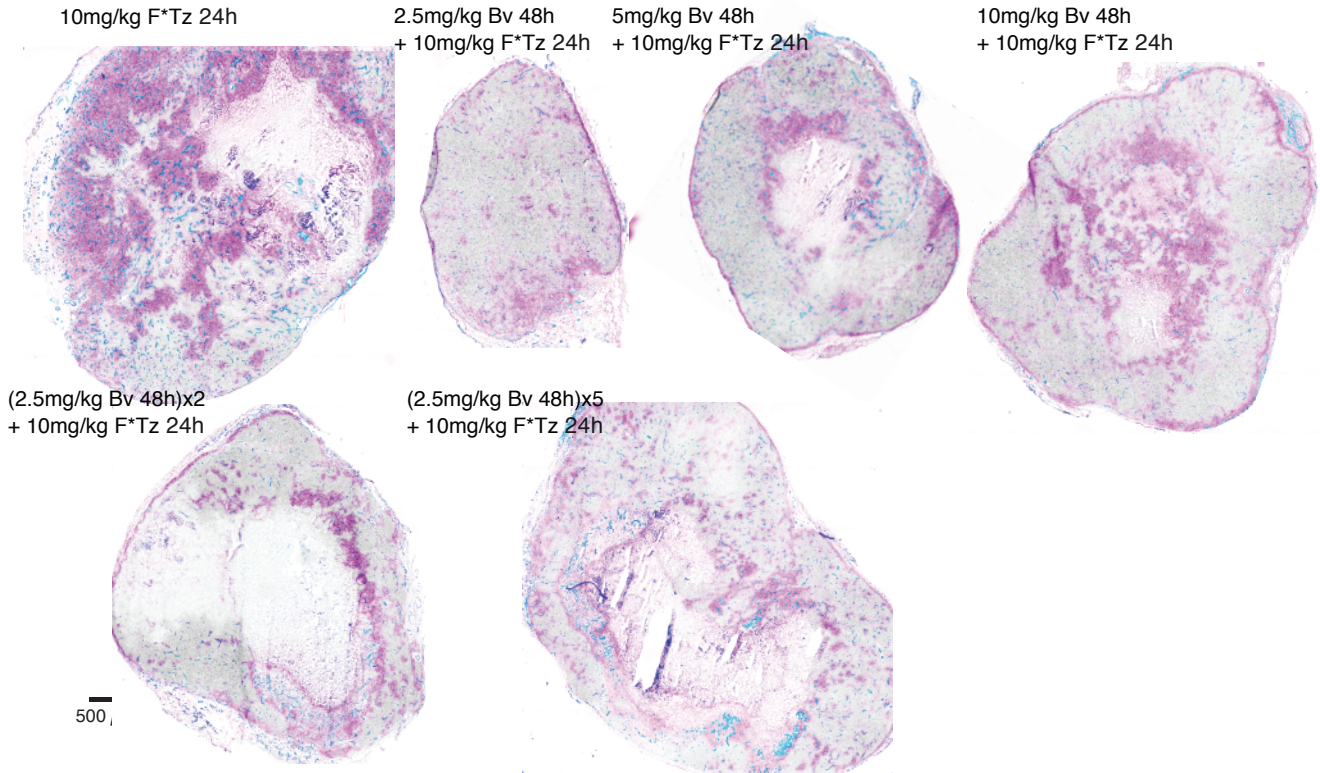 10mg/kg F*Tz 24h
2.5mg/kg Bv 48h
+ 10mg/kg F*Tz 24h
5mg/kg Bv 48h
+ 10mg/kg F*Tz 24h
10mg/kg Bv 48h
+ 10mg/kg F*Tz 24h
(2.5mg/kg Bv 48h)x2
+ 10mg/kg F*Tz 24h
(2.5mg/kg Bv 48h)x5
+ 10mg/kg F*Tz 24h
500